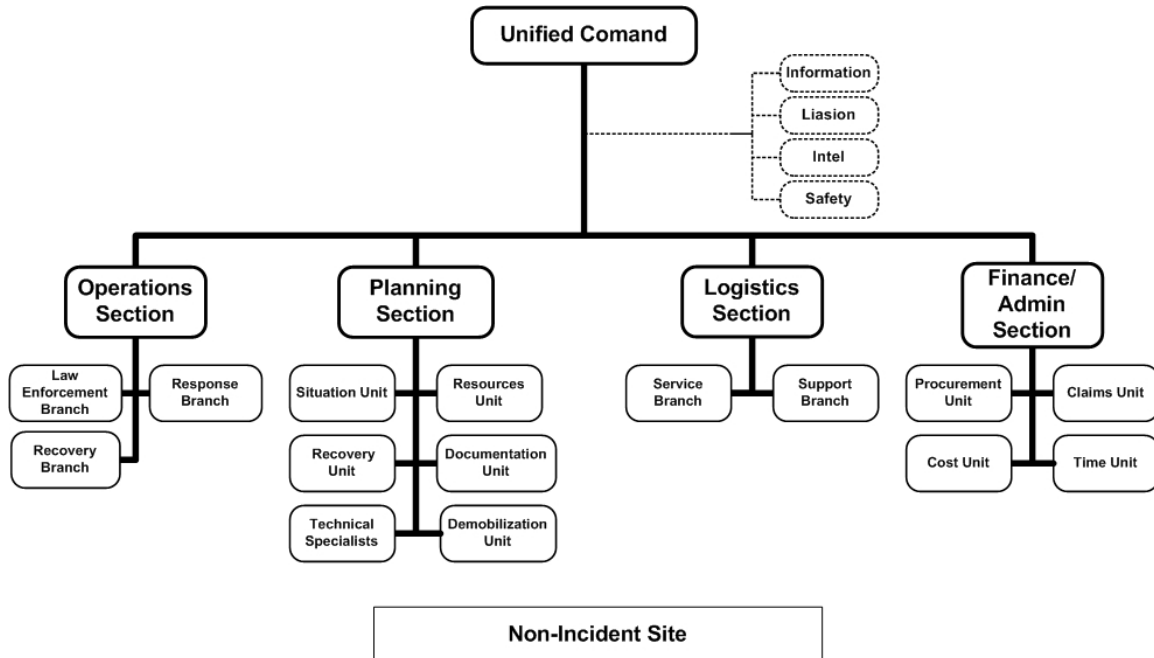 Unified Comand
Information
Liasion
Intel
Safety
Operations
Section
Planning
Section
Logistics
Section
Finance/
Admin
Section
Law
Enforcement
Branch
Response
Branch
Recovery
Branch
Situation Unit
Resources
Unit
Recovery
Unit
Documentation
Unit
Technical
Specialists
Demobilization
Unit
Service
Branch
Support
Branch
Procurement
Unit
Claims Unit
Cost Unit
Time Unit
Non-Incident Site